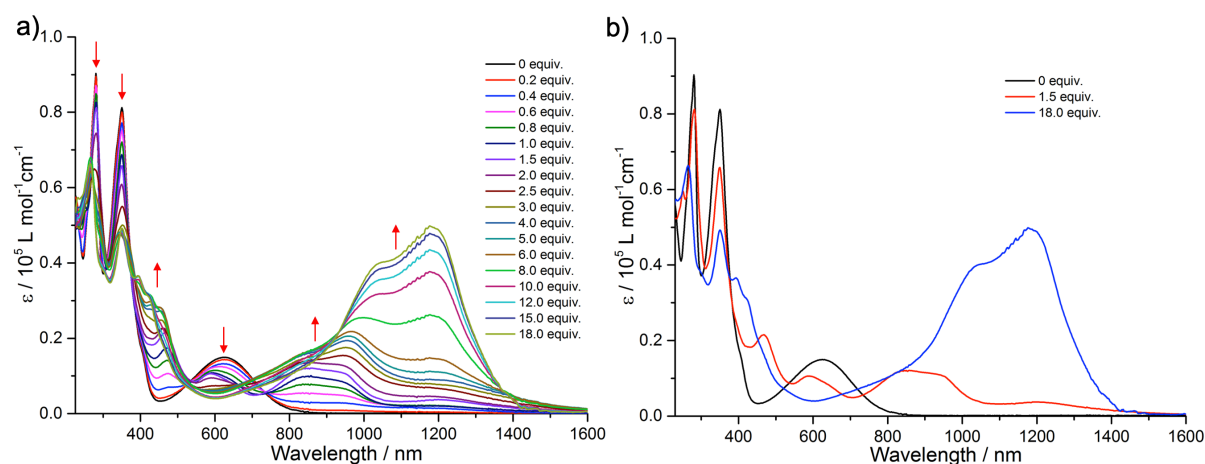 a)
ε / 10⁵ L mol⁻¹cm⁻¹
1.0
0.8
0.6
0.4
0.2
0.0
400 600 800 1000 1200 1400 1600
Wavelength / nm
0 equiv.
0.2 equiv.
0.4 equiv.
0.6 equiv.
0.8 equiv.
1.0 equiv.
1.5 equiv.
2.0 equiv.
2.5 equiv.
3.0 equiv.
4.0 equiv.
5.0 equiv.
6.0 equiv.
8.0 equiv.
10.0 equiv.
12.0 equiv.
15.0 equiv.
18.0 equiv.
b)
ε / 10⁵ L mol⁻¹cm⁻¹
1.0
0.8
0.6
0.4
0.2
0.0
400 600 800 1000 1200 1400 1600
Wavelength / nm
0 equiv.
1.5 equiv.
18.0 equiv.